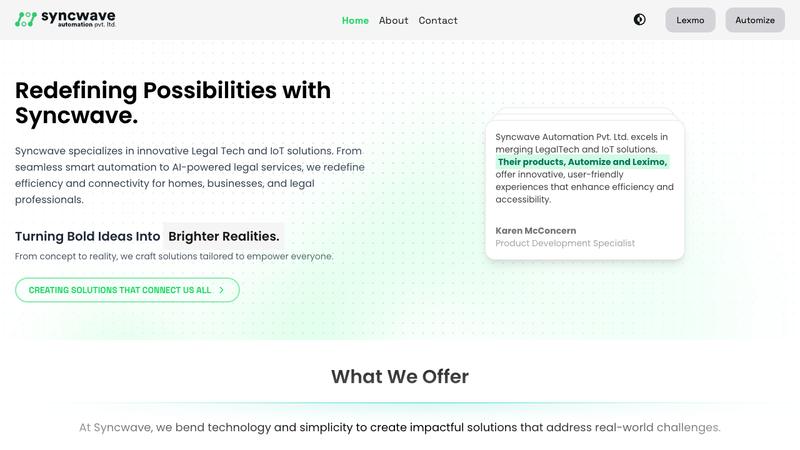 syncwave
automation pvt. ltd.
Home About Contact
Lexmo Automize
Redefining Possibilities with
Syncwave.
Syncwave specializes in innovative Legal Tech and IoT solutions. From
seamless smart automation to AI-powered legal services, we redefine
efficiency and connectivity for homes, businesses, and legal
professionals.
Turning Bold Ideas Into Brighter Realities.
From concept to reality, we craft solutions tailored to empower everyone.
CREATING SOLUTIONS THAT CONNECT US ALL
Syncwave Automation Pvt. Ltd. excels in
merging LegalTech and IoT solutions.
Their products, Automize and Leximo,
offer innovative, user-friendly
experiences that enhance efficiency and
accessibility.
Karen McConcern
Product Development Specialist
What We Offer
At Syncwave, we bend technology and simplicity to create impactful solutions that address real-world challenges.